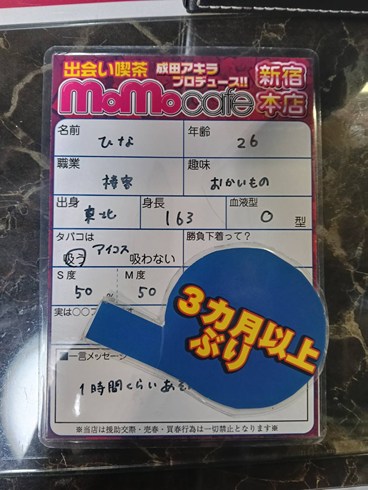 出会い喫茶 成田アキラ
プロデュース!!
MoMocafe 新宿
本店
名前 ひな 年齢 26
職業 接客 趣味 おかいもの
出身 東北 身長 163 血液型 O 型
タバコは 勝負下着って?
吸う アイコス 吸わない
S度 50 ~ M度 50
実は○○フ
3カ月以上
ぶり
■一言メッセージ
1時間くらいあそ
※当店は援助交際・売春・買春行為は一切禁止となります※